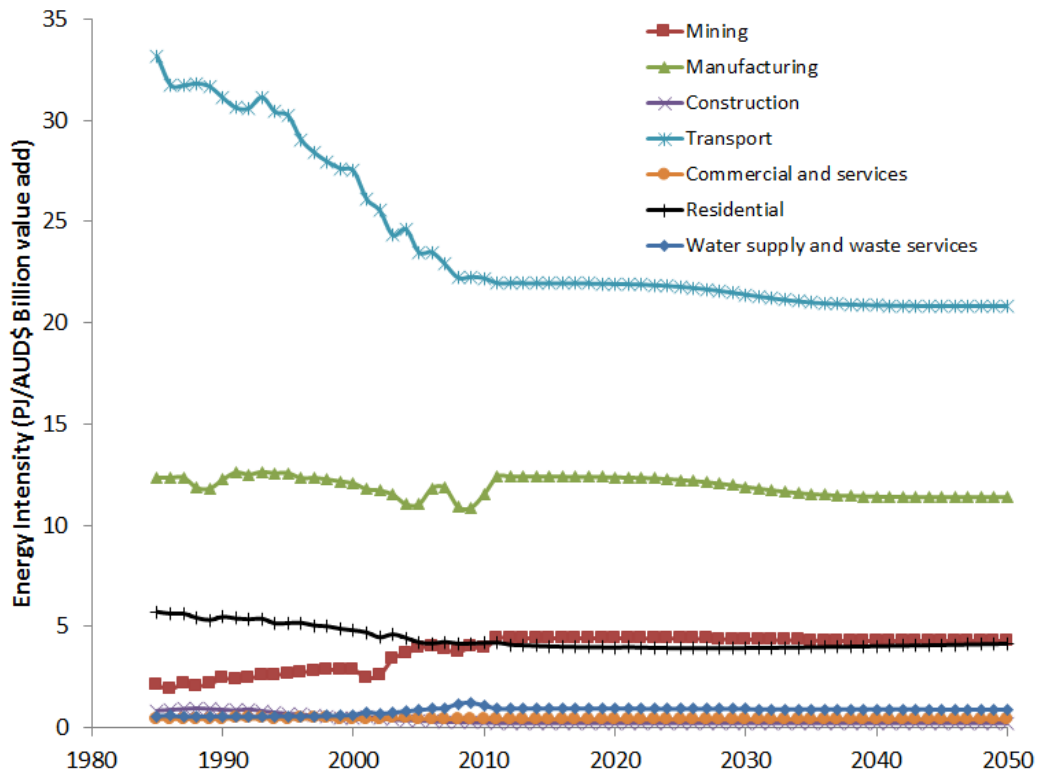 Energy Intensity (PJ/AUD$ Billion value add)
35
30
25
20
15
10
5
0
1980
1990
2000
2010
2020
2030
2040
2050
Mining
Manufacturing
Construction
Transport
Commercial and services
Residential
Water supply and waste services